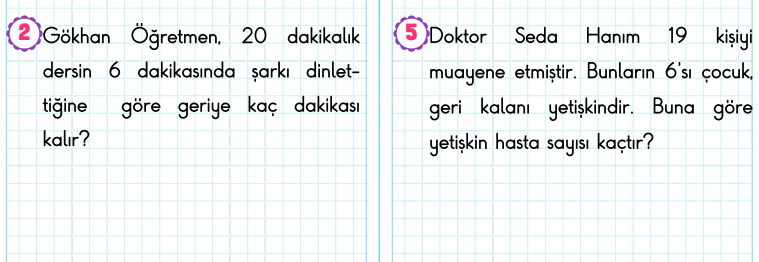 2 Gökhan Öğretmen, 20 dakikalık
dersin 6 dakikasında şarkı dinlet-
tiğine göre geriye kaç dakikası
kalır?
5 Doktor Seda Hanım 19 kişiyi
muayene etmiştir. Bunların 6'sı çocuk,
geri kalanı yetişkindir. Buna göre
yetişkin hasta sayısı kaçtır?